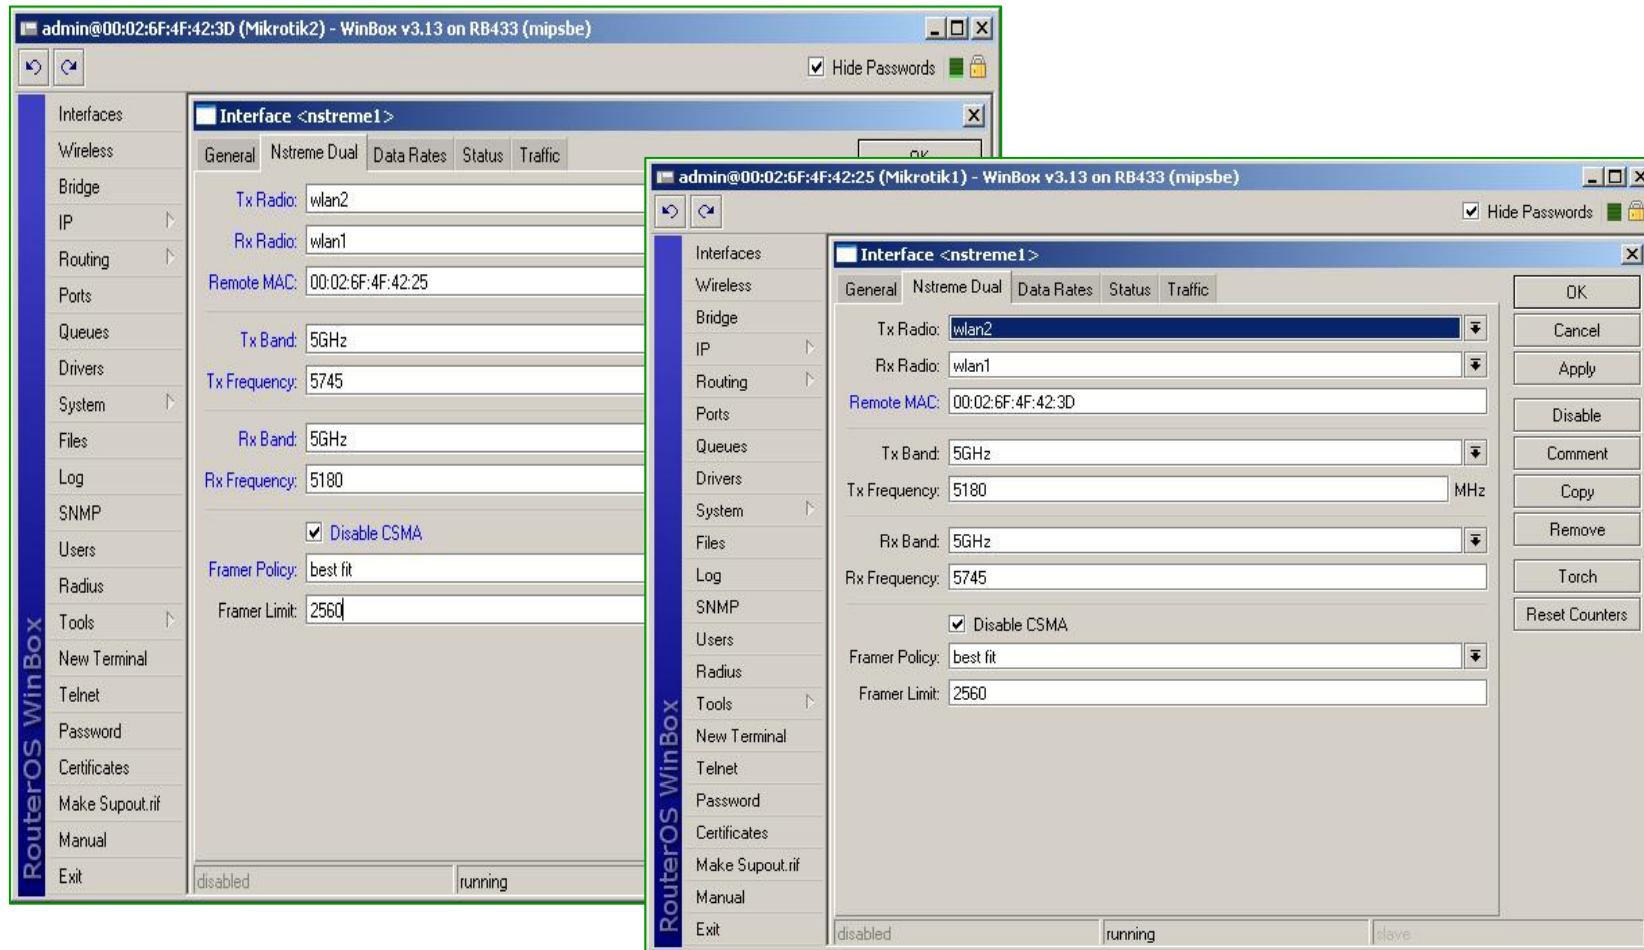 admin@00:02:6F:4F:42:3D (Mikrotik2) - WinBox v3.13 on RB433 (mipsbe)
Hide Passwords
RouterOS WinBox
Interfaces
Wireless
Bridge
IP
Routing
Ports
Queues
Drivers
System
Files
Log
SNMP
Users
Radius
Tools
New Terminal
Telnet
Password
Certificates
Make Supout.rif
Manual
Exit
Interface <nstreme1>
General Nstreme Dual Data Rates Status Traffic
OK
Tx Radio: wlan2
Rx Radio: wlan1
Remote MAC: 00:02:6F:4F:42:25
Tx Band: 5GHz
Tx Frequency: 5745
Rx Band: 5GHz
Rx Frequency: 5180
Disable CSMA
Framer Policy: best fit
Framer Limit: 2560
disabled running
admin@00:02:6F:4F:42:25 (Mikrotik1) - WinBox v3.13 on RB433 (mipsbe)
Hide Passwords
RouterOS WinBox
Interfaces
Wireless
Bridge
IP
Routing
Ports
Queues
Drivers
System
Files
Log
SNMP
Users
Radius
Tools
New Terminal
Telnet
Password
Certificates
Make Supout.rif
Manual
Exit
Interface <nstreme1>
General Nstreme Dual Data Rates Status Traffic
Tx Radio: wlan2
Rx Radio: wlan1
Remote MAC: 00:02:6F:4F:42:3D
Tx Band: 5GHz
Tx Frequency: 5180 MHz
Rx Band: 5GHz
Rx Frequency: 5745
Disable CSMA
Framer Policy: best fit
Framer Limit: 2560
OK
Cancel
Apply
Disable
Comment
Copy
Remove
Torch
Reset Counters
disabled running slave